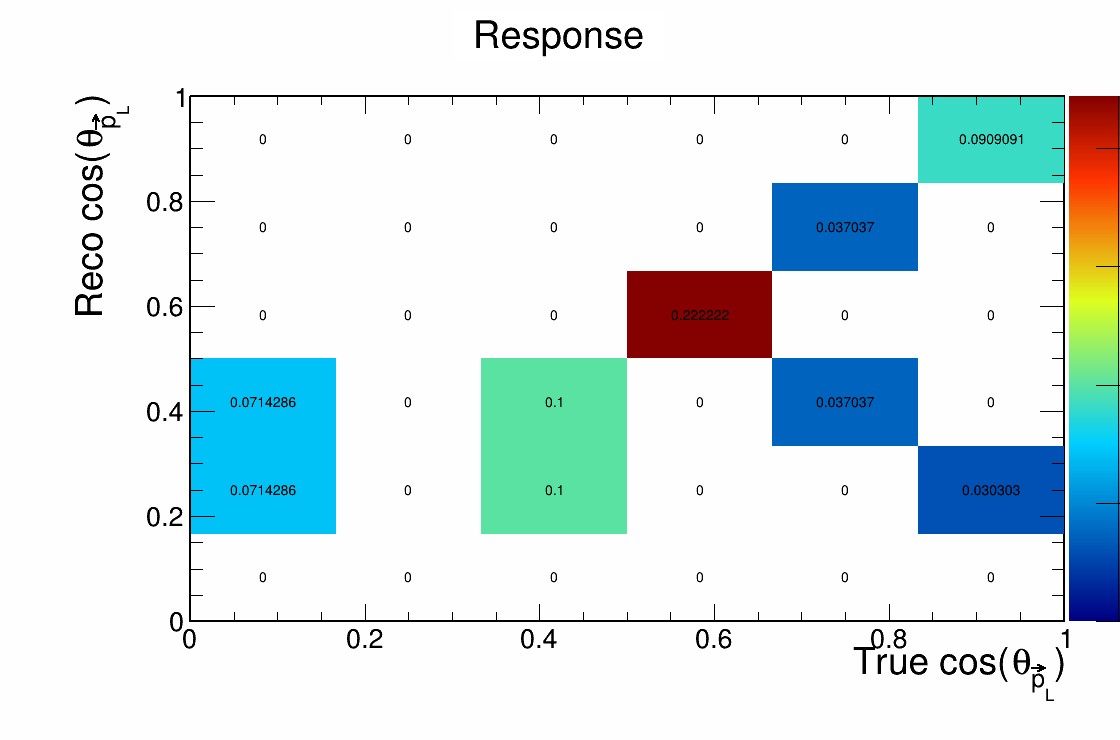 Response
Reco cos(θ_{\vec{p}_L})
1
0.8
0.6
0.4
0.2
0
0 0 0 0 0 0.0909091
0 0 0 0 0.037037 0
0 0 0 0.222222 0 0
0.0714286 0 0.1 0 0.037037 0
0.0714286 0 0.1 0 0 0.030303
0 0 0 0 0 0
0 0.2 0.4 0.6 0.8 1
True cos(θ_{\vec{p}_L})